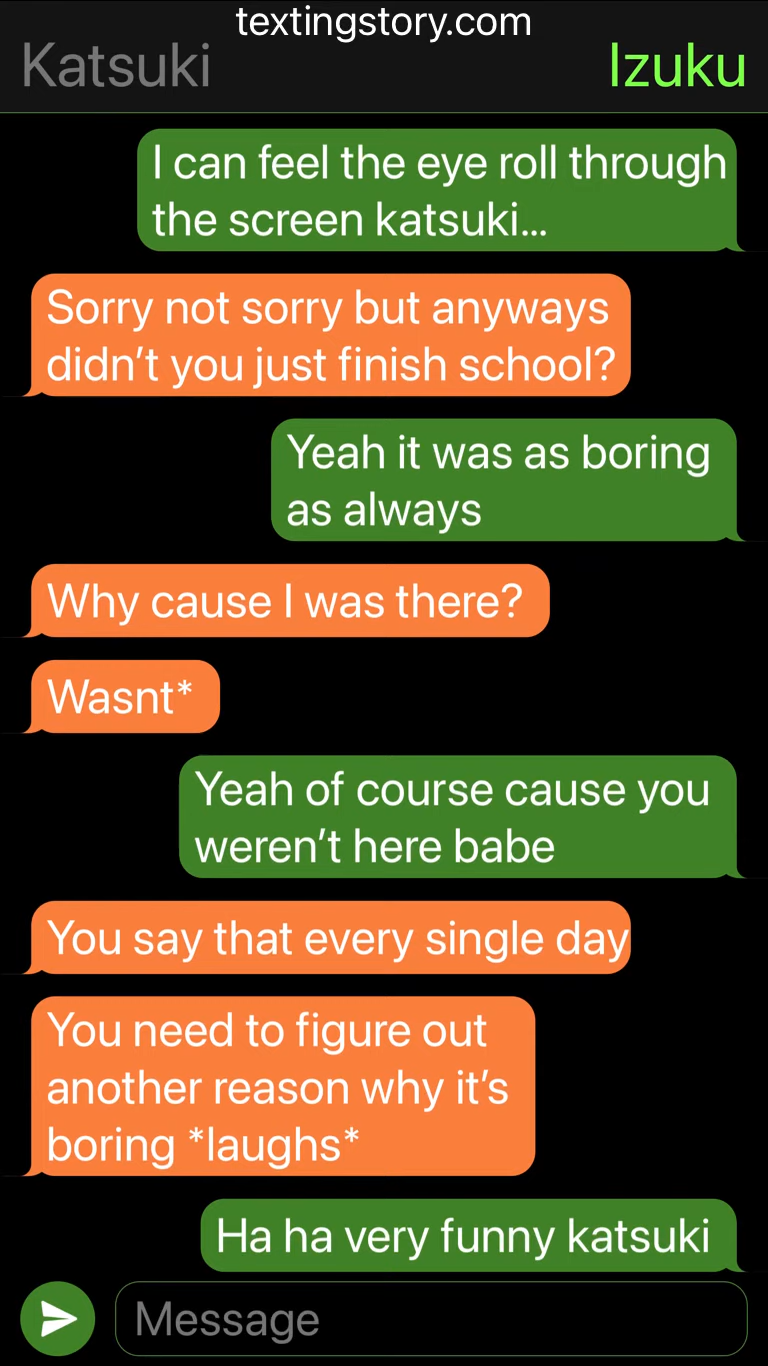 textingstory.com
Katsuki
Izuku
I can feel the eye roll through
the screen katsuki...
Sorry not sorry but anyways
didn’t you just finish school?
Yeah it was as boring
as always
Why cause I was there?
Wasnt*
Yeah of course cause you
weren’t here babe
You say that every single day
You need to figure out
another reason why it’s
boring *laughs*
Ha ha very funny katsuki
Message